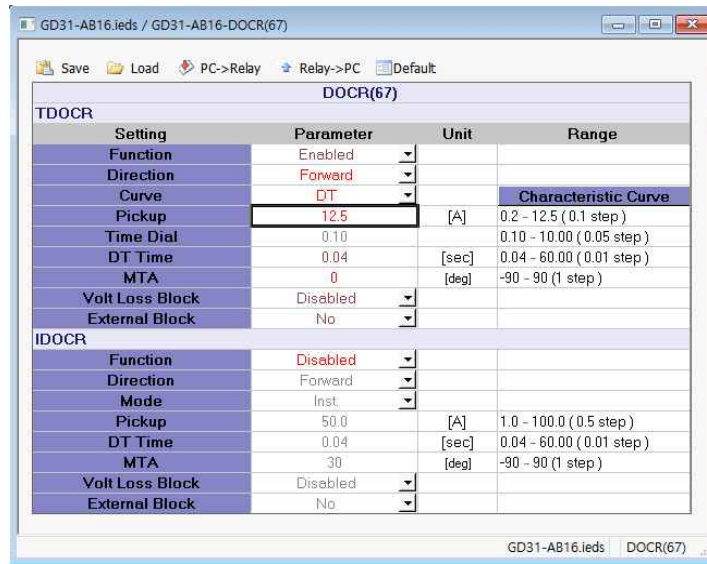 GD31-AB16.ieds / GD31-AB16-DOCR(67)
Save Load PC->Relay Relay->PC Default
DOCR(67)
TDOCR
Setting Parameter Unit Range
Function Enabled
Direction Forward
Curve DT Characteristic Curve
Pickup 12.5 [A] 0.2 - 12.5 ( 0.1 step )
Time Dial 0.10 0.10 - 10.00 ( 0.05 step )
DT Time 0.04 [sec] 0.04 - 60.00 ( 0.01 step )
MTA 0 [deg] -90 - 90 (1 step )
Volt Loss Block Disabled
External Block No
IDOCR
Function Disabled
Direction Forward
Mode Inst.
Pickup 50.0 [A] 1.0 - 100.0 ( 0.5 step )
DT Time 0.04 [sec] 0.04 - 60.00 ( 0.01 step )
MTA 30 [deg] -90 - 90 (1 step )
Volt Loss Block Disabled
External Block No
GD31-AB16.ieds DOCR(67)